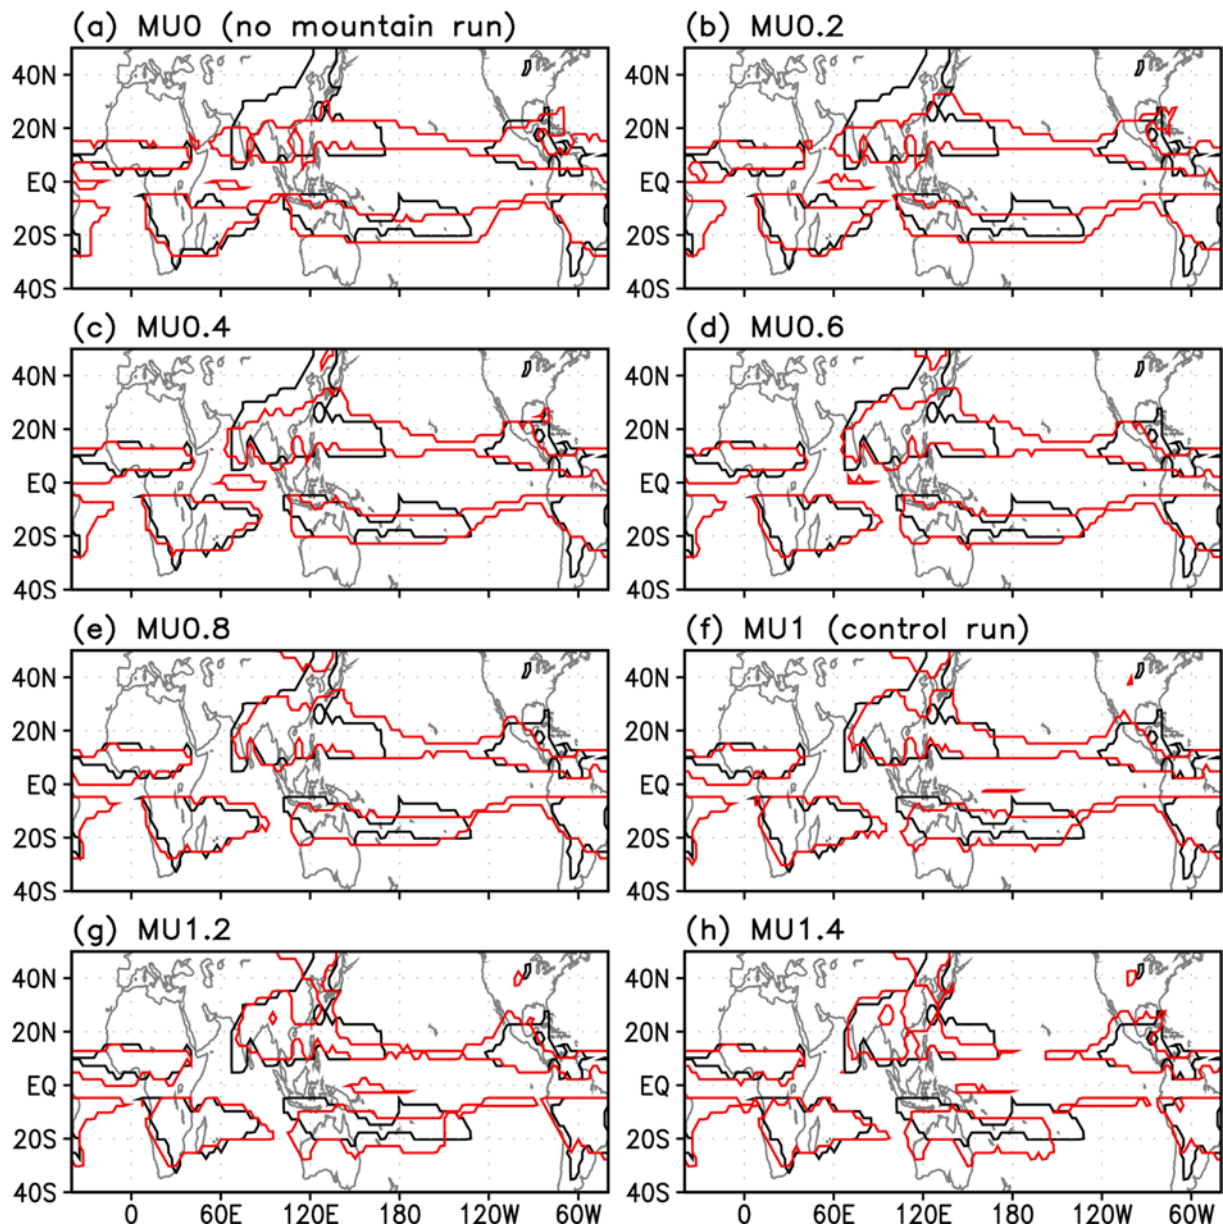 (a) MU0 (no mountain run)
(b) MU0.2
40N
20N
EQ
20S
40S
40N
20N
EQ
20S
40S
(c) MU0.4
(d) MU0.6
40N
20N
EQ
20S
40S
40N
20N
EQ
20S
40S
(e) MU0.8
(f) MU1 (control run)
40N
20N
EQ
20S
40S
40N
20N
EQ
20S
40S
(g) MU1.2
(h) MU1.4
40N
20N
EQ
20S
40S
40N
20N
EQ
20S
40S
0 60E 120E 180 120W 60W
0 60E 120E 180 120W 60W